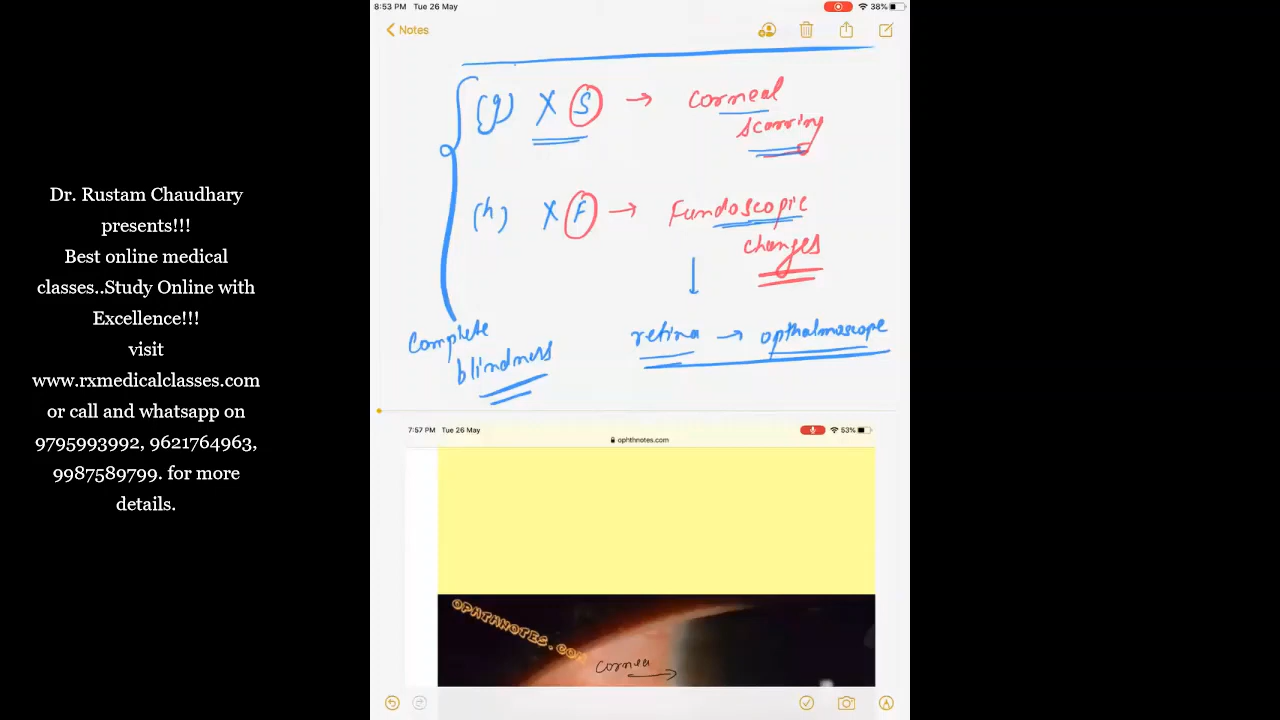 8:53 PM Tue 26 May
38%
Notes
(g) X S → corneal
scarring
(h) X F → Fundoscopic
changes
complete
blindness
retina → opthalmoscope
Dr. Rustam Chaudhary
presents!!!
Best online medical
classes..Study Online with
Excellence!!!
visit
www.rxmedicalclasses.com
or call and whatsapp on
9795993992, 9621764963,
9987589799. for more
details.
7:57 PM Tue 26 May
53%
ophthnotes.com
OPHTHNOTES.COM
cornea